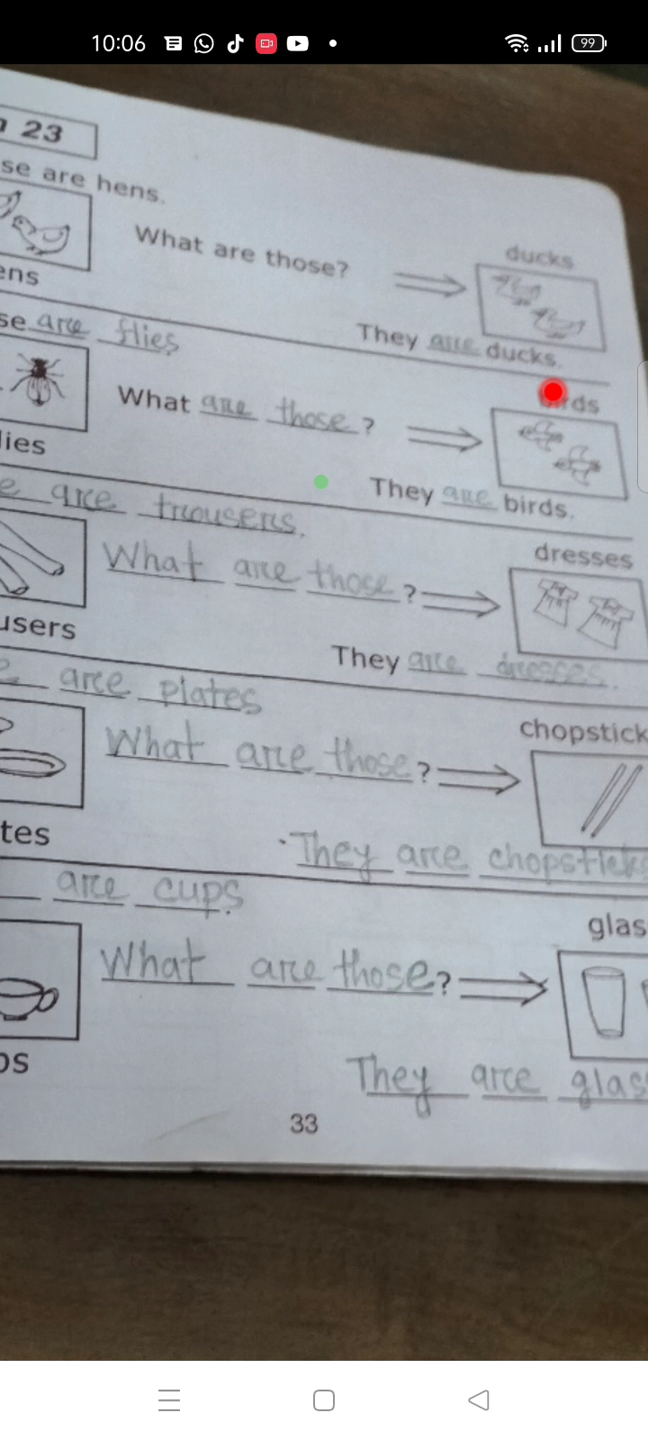 10:06 99
23
se are hens.
What are those?
ducks
ens
They are ducks.
se are flies
birds
What are those?
lies
They are birds.
e are trousers.
dresses
What are those?
users
They are dresses.
are plates
chopstick
What are those?
tes
They are chopstick
are cups.
glas
What are those?
ps
They are glas
33